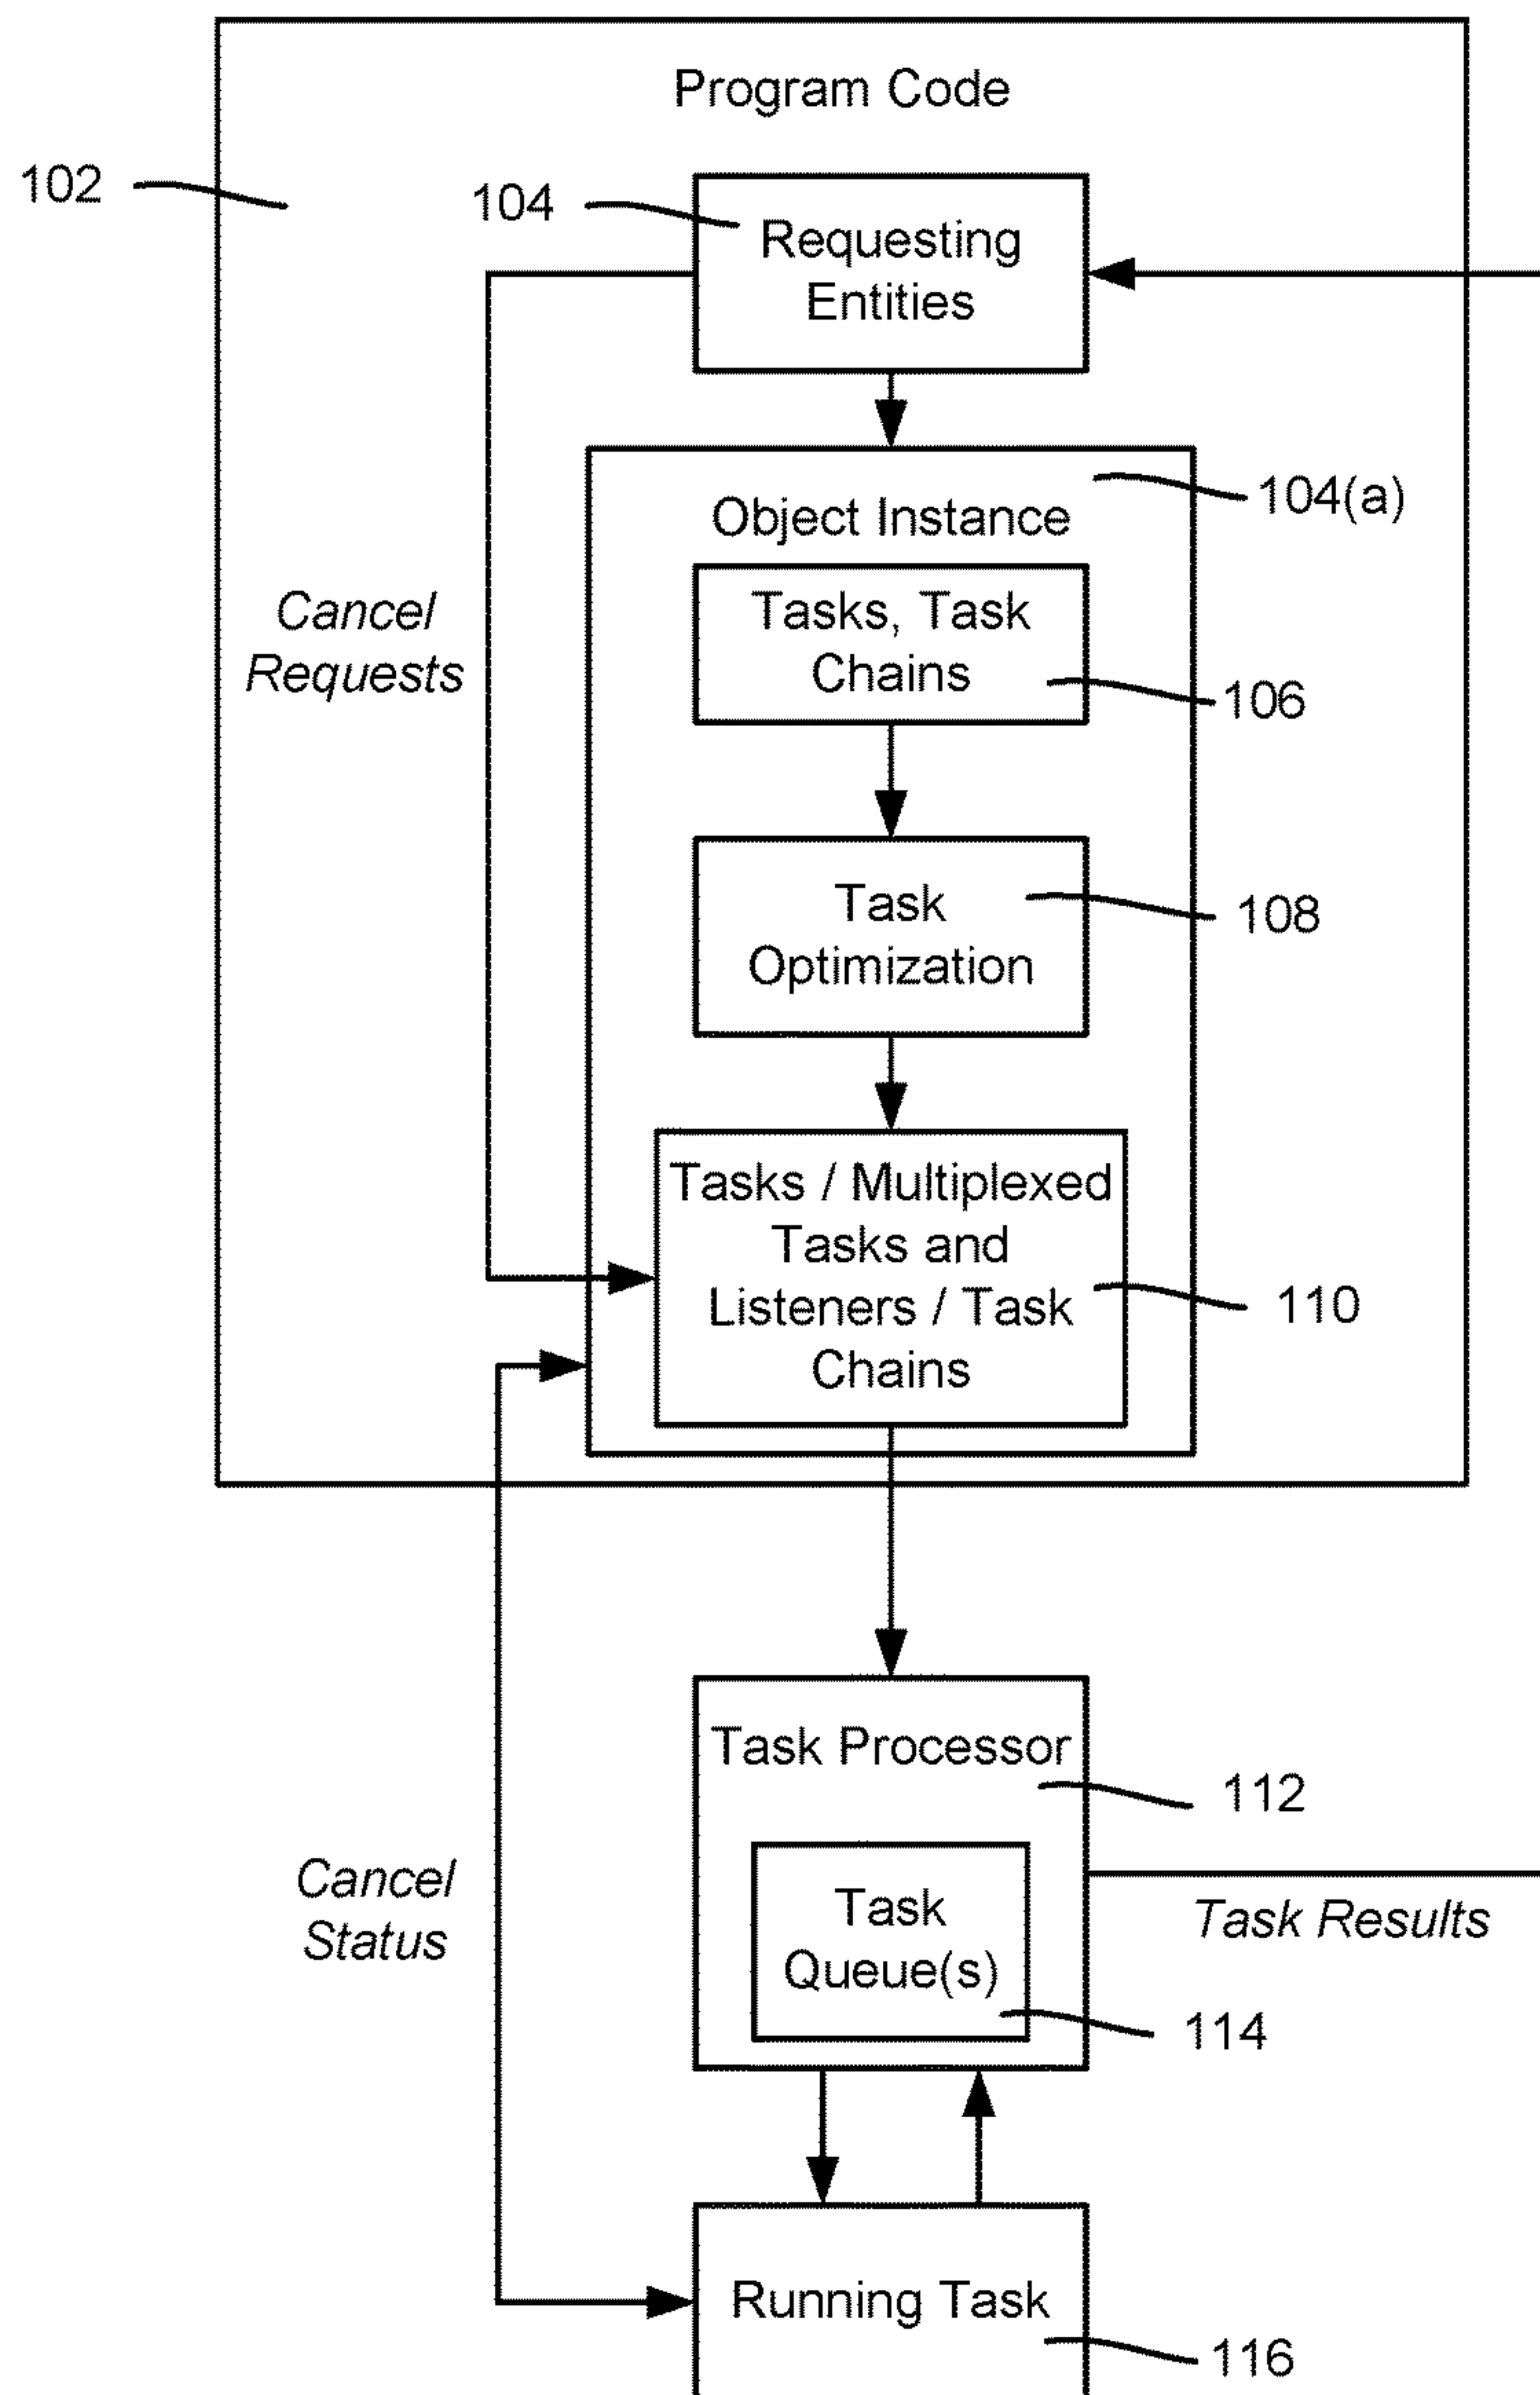 Program Code
102
104
Requesting
Entities
104(a)
Object Instance
Cancel
Requests
Tasks, Task
Chains
106
Task
Optimization
108
Tasks / Multiplexed
Tasks and
Listeners / Task
Chains
110
Task Processor
112
Cancel
Status
Task
Queue(s)
Task Results
114
Running Task
116